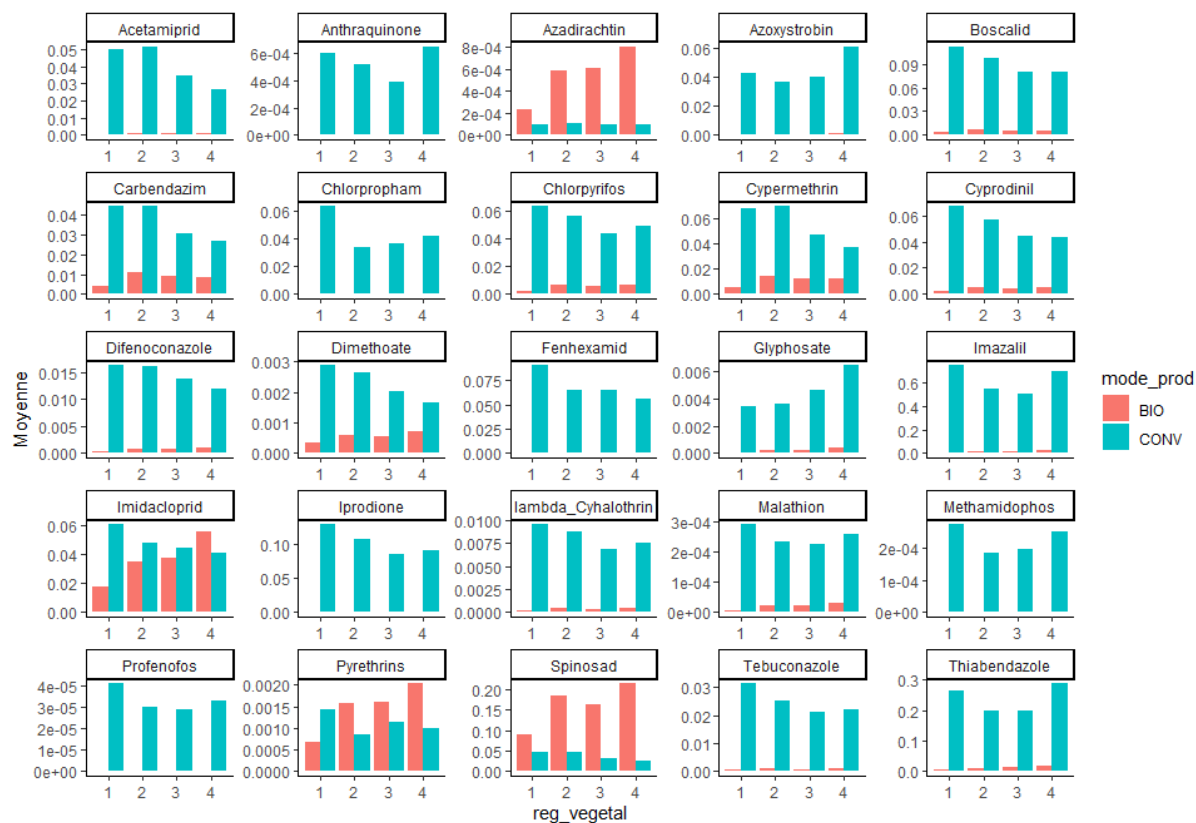 Acetamiprid Anthraquinone Azadirachtin Azoxystrobin Boscalid
0.05 0.04 0.03 0.02 0.01 0.00
6e-04 4e-04 2e-04 0e+00
8e-04 6e-04 4e-04 2e-04 0e+00
0.06 0.04 0.02 0.00
0.09 0.06 0.03 0.00
1 2 3 4 1 2 3 4 1 2 3 4 1 2 3 4 1 2 3 4
Carbendazim Chlorpropham Chlorpyrifos Cypermethrin Cyprodinil
0.04 0.03 0.02 0.01 0.00
0.06 0.04 0.02 0.00
0.06 0.04 0.02 0.00
0.06 0.04 0.02 0.00
0.06 0.04 0.02 0.00
1 2 3 4 1 2 3 4 1 2 3 4 1 2 3 4 1 2 3 4
Difenoconazole Dimethoate Fenhexamid Glyphosate Imazalil
0.015 0.010 0.005 0.000
0.003 0.002 0.001 0.000
0.075 0.050 0.025 0.000
0.006 0.004 0.002 0.000
0.6 0.4 0.2 0.0
1 2 3 4 1 2 3 4 1 2 3 4 1 2 3 4 1 2 3 4
Imidacloprid Iprodione lambda_Cyhalothrin Malathion Methamidophos
0.06 0.04 0.02 0.00
0.10 0.05 0.00
0.0100 0.0075 0.0050 0.0025 0.0000
3e-04 2e-04 1e-04 0e+00
2e-04 1e-04 0e+00
1 2 3 4 1 2 3 4 1 2 3 4 1 2 3 4 1 2 3 4
Profenofos Pyrethrins Spinosad Tebuconazole Thiabendazole
4e-05 3e-05 2e-05 1e-05 0e+00
0.0020 0.0015 0.0010 0.0005 0.0000
0.20 0.15 0.10 0.05 0.00
0.03 0.02 0.01 0.00
0.3 0.2 0.1 0.0
1 2 3 4 1 2 3 4 1 2 3 4 1 2 3 4 1 2 3 4
Moyenne
reg_vegetal
mode_prod
BIO
CONV